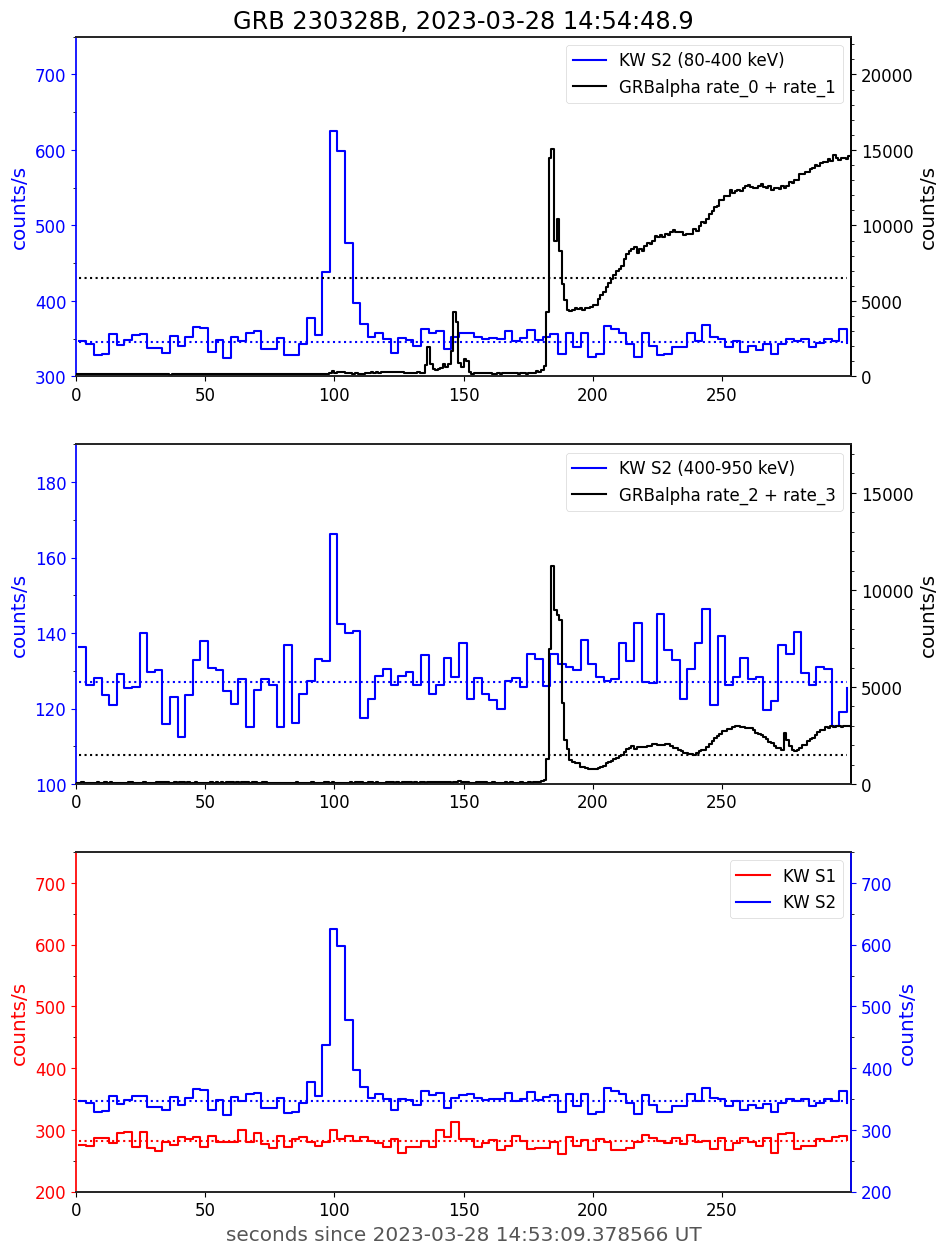 GRB 230328B, 2023-03-28 14:54:48.9
KW S2 (80-400 keV)
GRBalpha rate_0 + rate_1
700
600
500
400
300
counts/s
20000
15000
10000
5000
0
counts/s
0 50 100 150 200 250
KW S2 (400-950 keV)
GRBalpha rate_2 + rate_3
180
160
140
120
100
counts/s
15000
10000
5000
0
counts/s
0 50 100 150 200 250
KW S1
KW S2
700
600
500
400
300
200
counts/s
700
600
500
400
300
200
counts/s
0 50 100 150 200 250
seconds since 2023-03-28 14:53:09.378566 UT